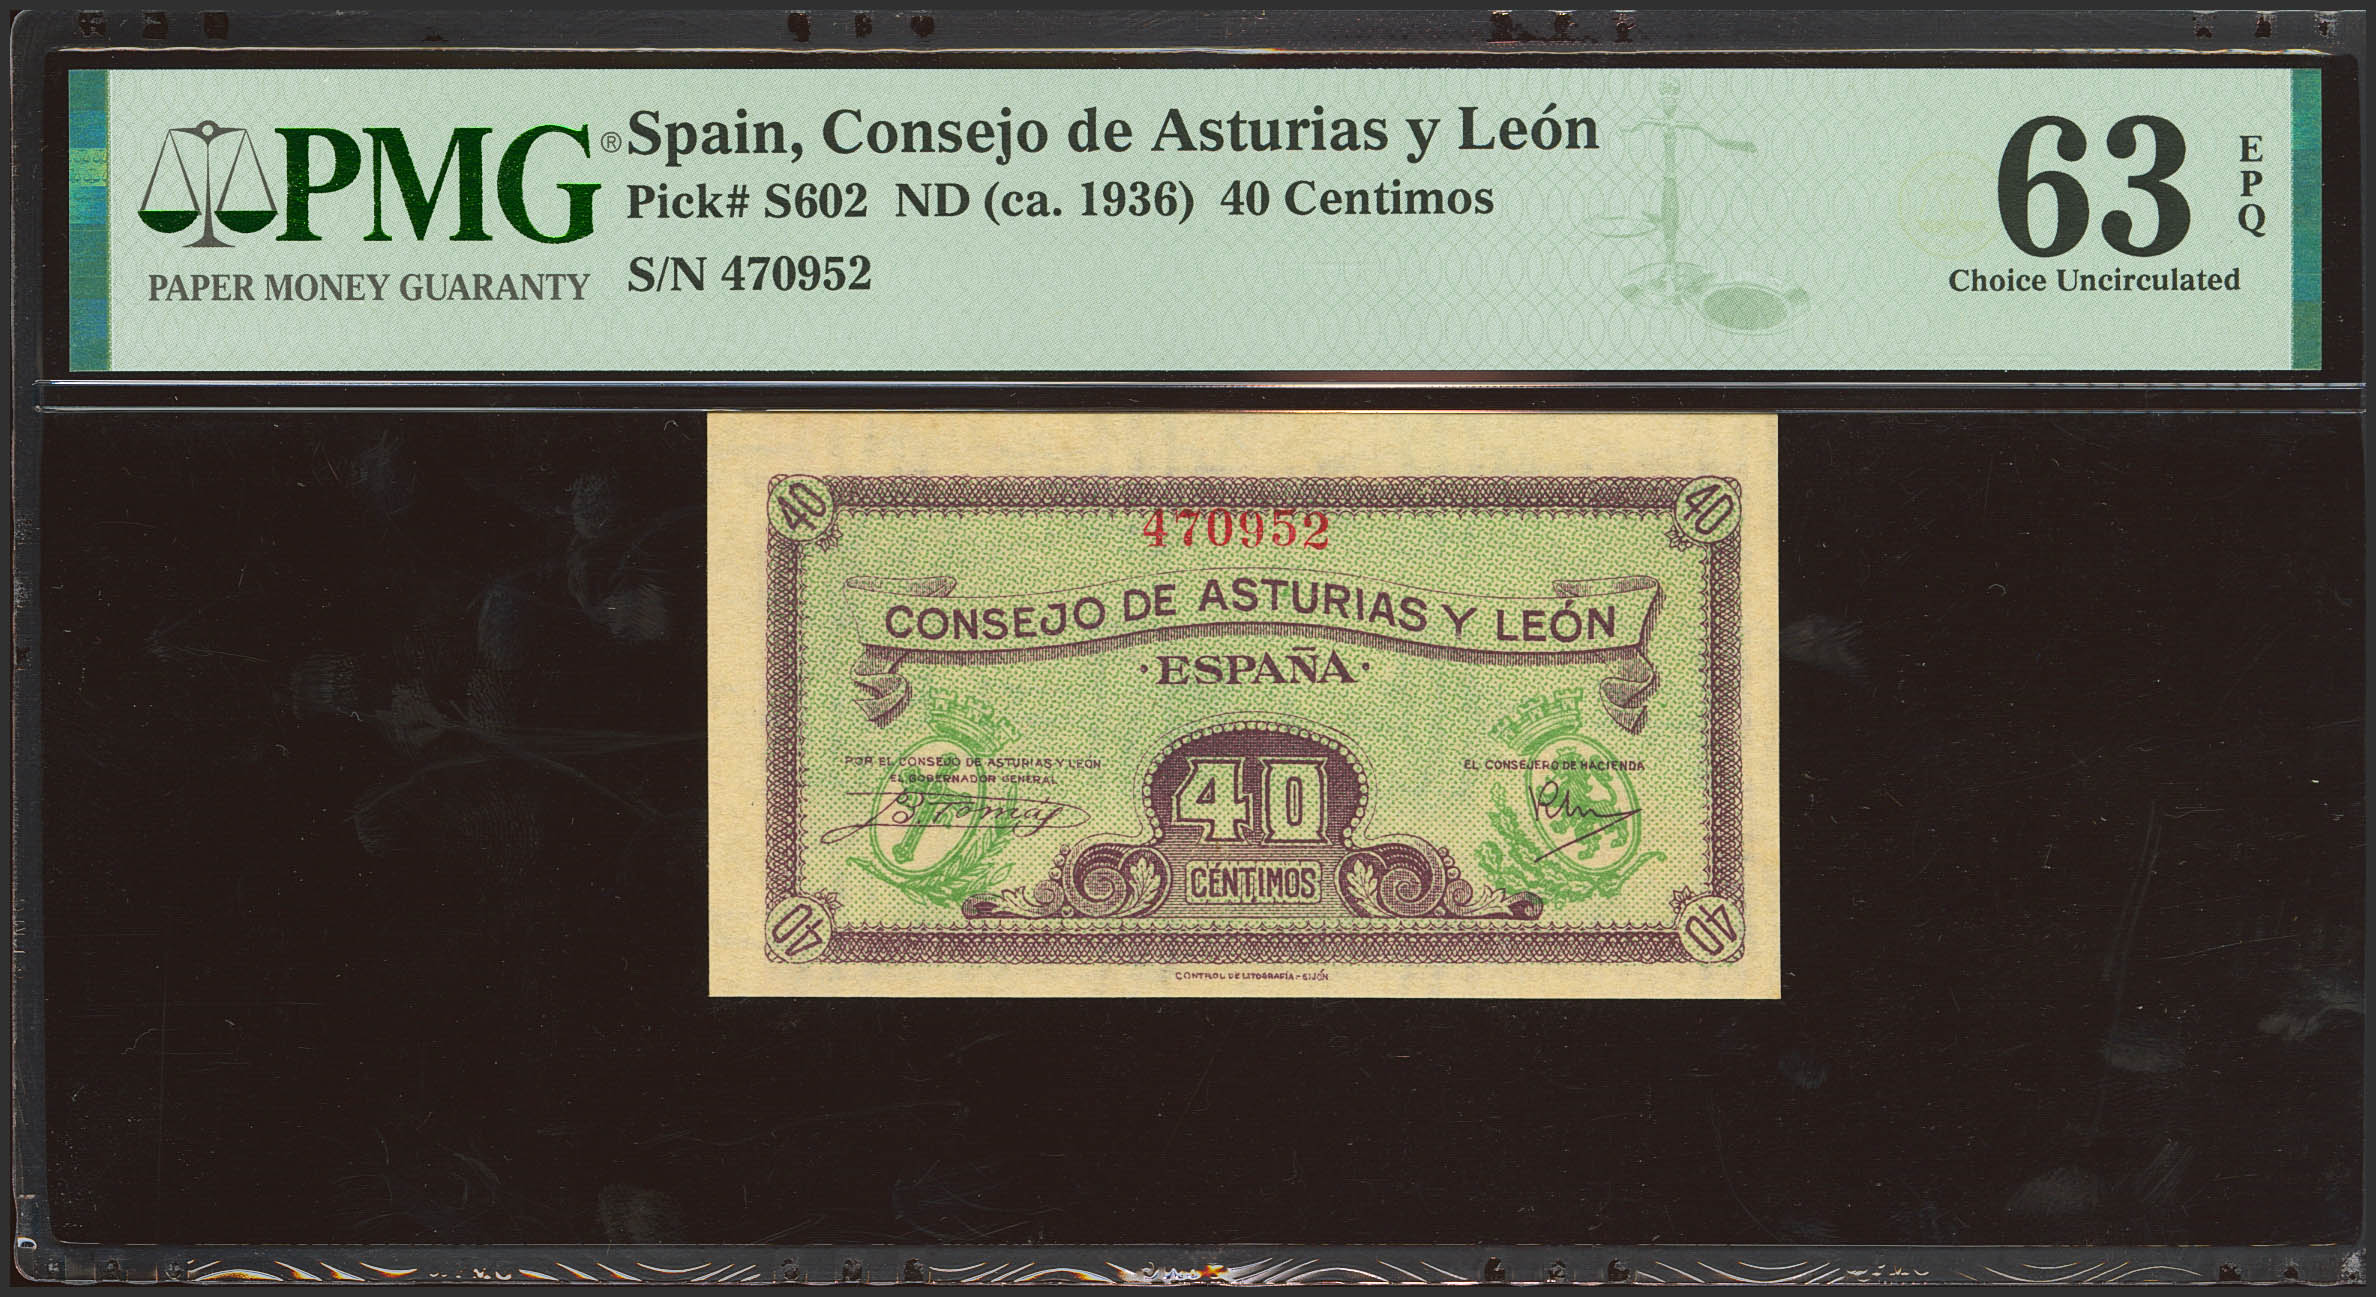 PMG®
PAPER MONEY GUARANTY
Spain, Consejo de Asturias y León
Pick# S602 ND (ca. 1936) 40 Centimos
S/N 470952
63
EPQ
Choice Uncirculated
40
40
470952
CONSEJO DE ASTURIAS Y LEÓN
·ESPAÑA·
POR EL CONSEJO DE ASTURIAS Y LEÓN
EL GOBERNADOR GENERAL
EL CONSEJERO DE HACIENDA
40
CÉNTIMOS
40
40
CONTROL DE LITOGRAFÍA-GIJÓN